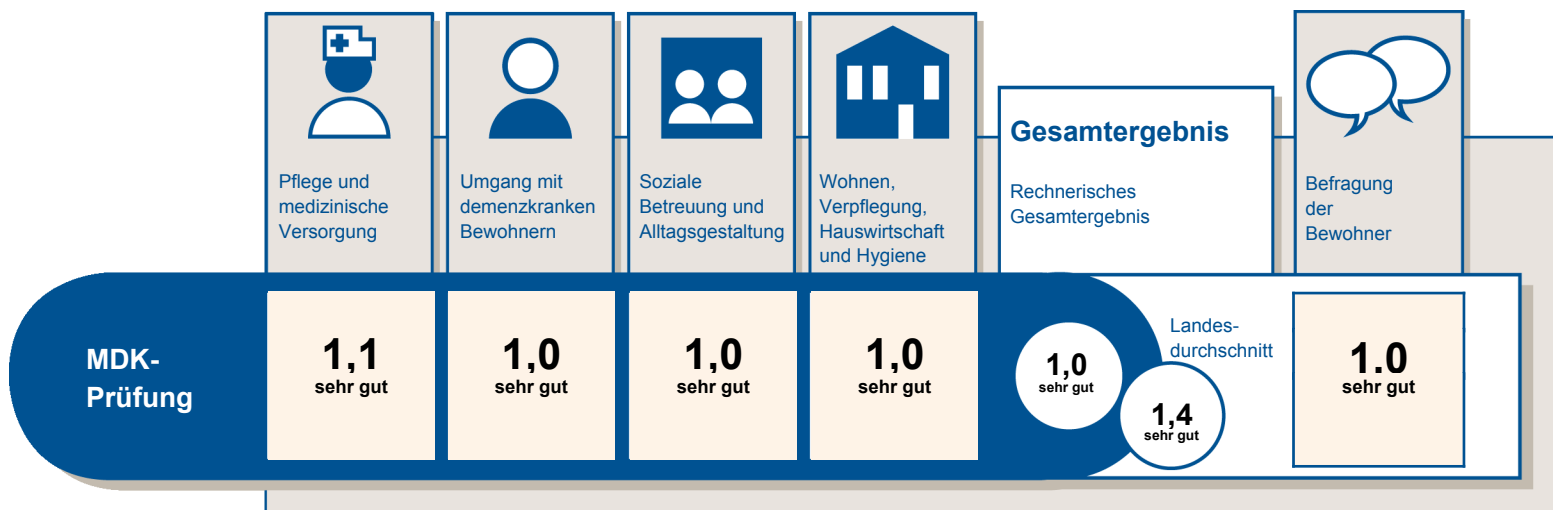 Pflege und
medizinische
Versorgung
Umgang mit
demenzkranken
Bewohnern
Soziale
Betreuung und
Alltagsgestaltung
Wohnen,
Verpflegung,
Hauswirtschaft
und Hygiene
Gesamtergebnis
Rechnerisches
Gesamtergebnis
Befragung
der
Bewohner
MDK-
Prüfung
1,1
sehr gut
1,0
sehr gut
1,0
sehr gut
1,0
sehr gut
1,0
sehr gut
Landes-
durchschnitt
1,4
sehr gut
1.0
sehr gut